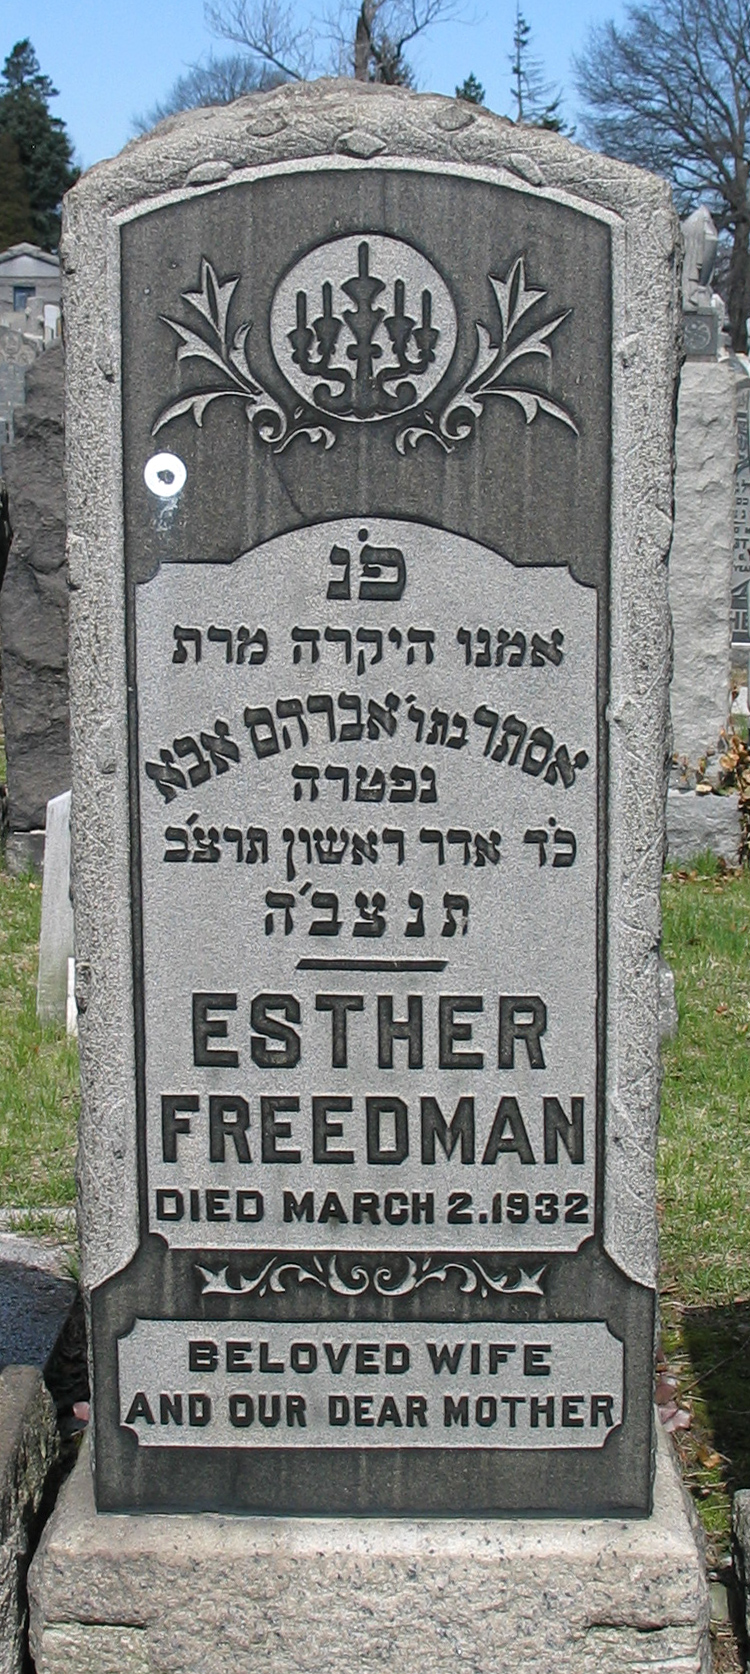 פֹנ
אמנו היקרה מרת
אסתר בת ר׳ אברהם אבא
נפטרה
כֹד אדר ראשון תרצ֗ב
ת נ צ ב׳ ה
ESTHER
FREEDMAN
DIED MARCH 2.1932
BELOVED WIFE
AND OUR DEAR MOTHER